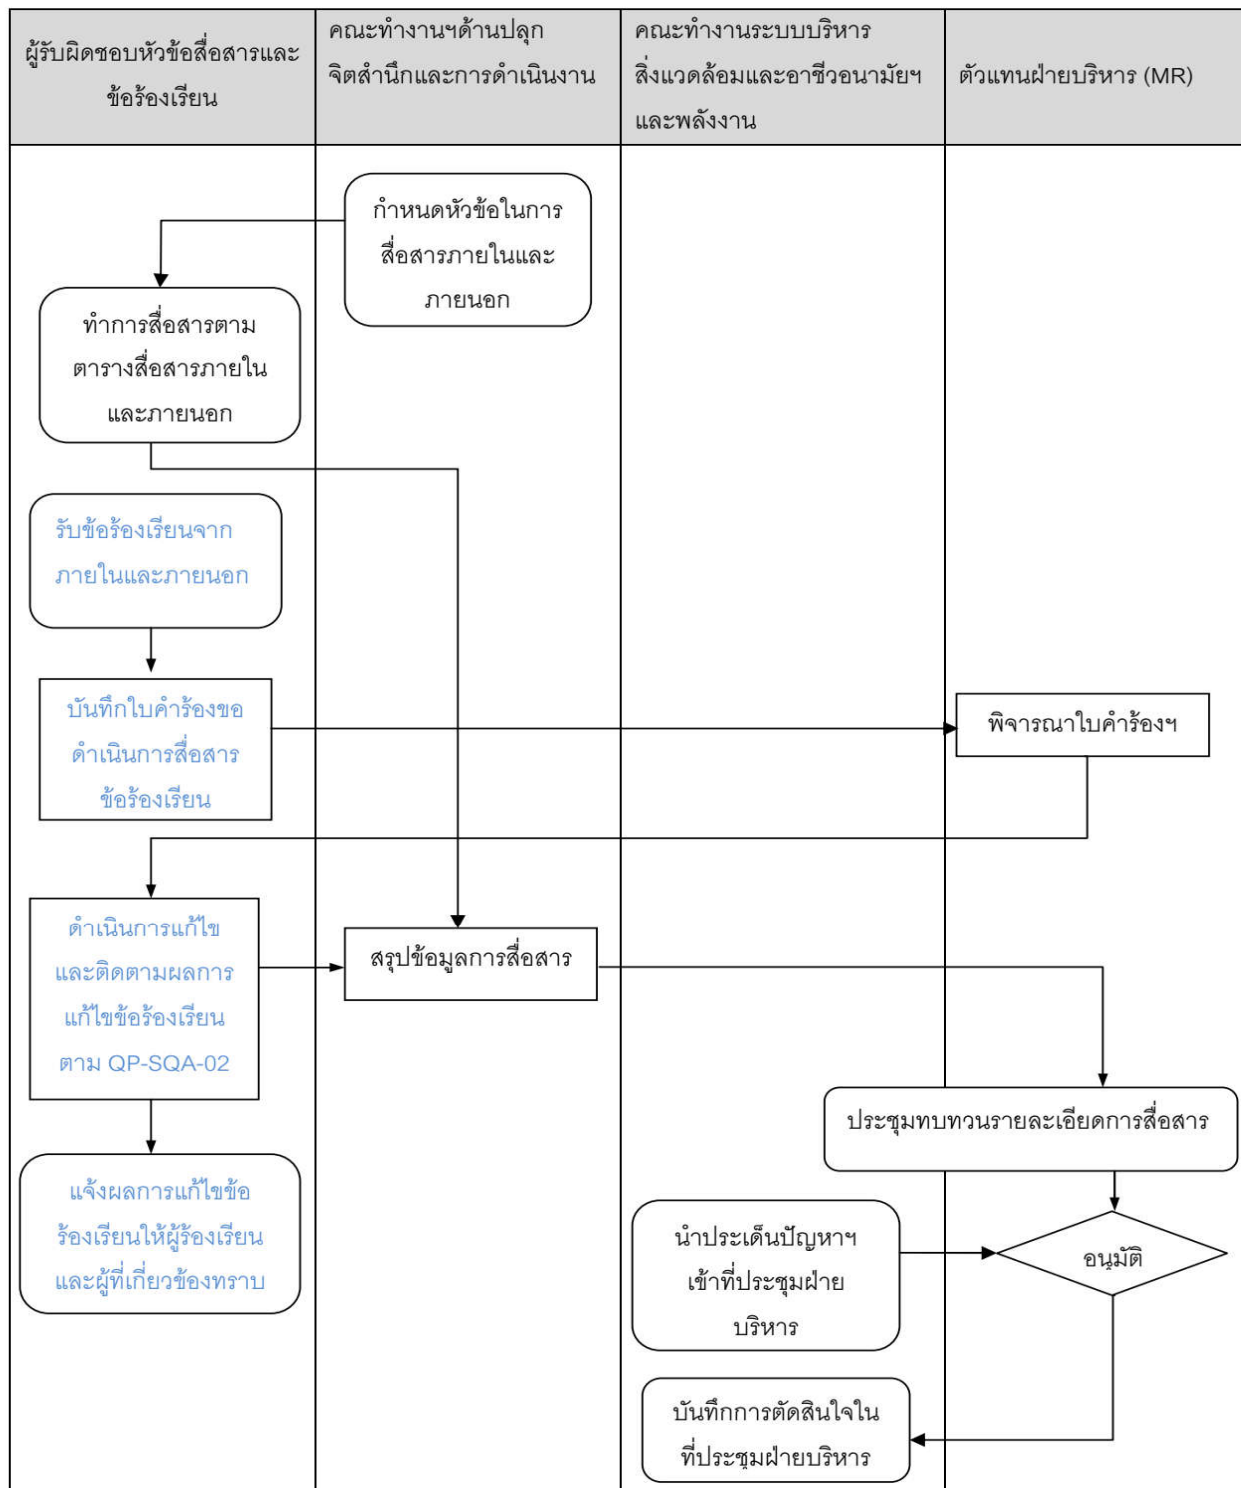 ผู้รับผิดชอบหัวข้อสื่อสารและ
ข้อร้องเรียน
คณะทำงานฯด้านปลุก
จิตสำนึกและการดำเนินงาน
คณะทำงานระบบบริหาร
สิ่งแวดล้อมและอาชีวอนามัยฯ
และพลังงาน
ตัวแทนฝ่ายบริหาร (MR)
กำหนดหัวข้อในการ
สื่อสารภายในและ
ภายนอก
ทำการสื่อสารตาม
ตารางสื่อสารภายใน
และภายนอก
รับข้อร้องเรียนจาก
ภายในและภายนอก
บันทึกใบคำร้องขอ
ดำเนินการสื่อสาร
ข้อร้องเรียน
พิจารณาใบคำร้องฯ
ดำเนินการแก้ไข
และติดตามผลการ
แก้ไขข้อร้องเรียน
ตาม QP-SQA-02
สรุปข้อมูลการสื่อสาร
ประชุมทบทวนรายละเอียดการสื่อสาร
แจ้งผลการแก้ไขข้อ
ร้องเรียนให้ผู้ร้องเรียน
และผู้ที่เกี่ยวข้องทราบ
นำประเด็นปัญหาฯ
เข้าที่ประชุมฝ่าย
บริหาร
อนุมัติ
บันทึกการตัดสินใจใน
ที่ประชุมฝ่ายบริหาร